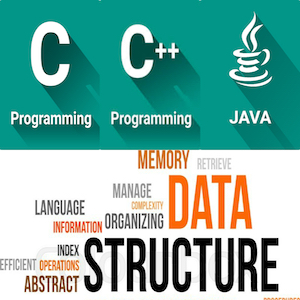 C
Programming
C++
Programming
JAVA
MEMORY
RETRIEVE
MANAGE
COMPLEXITY
DATA
LANGUAGE
ORGANIZING
INFORMATION
INDEX
STRUCTURE
EFFICIENT
OPERATIONS
ABSTRACT